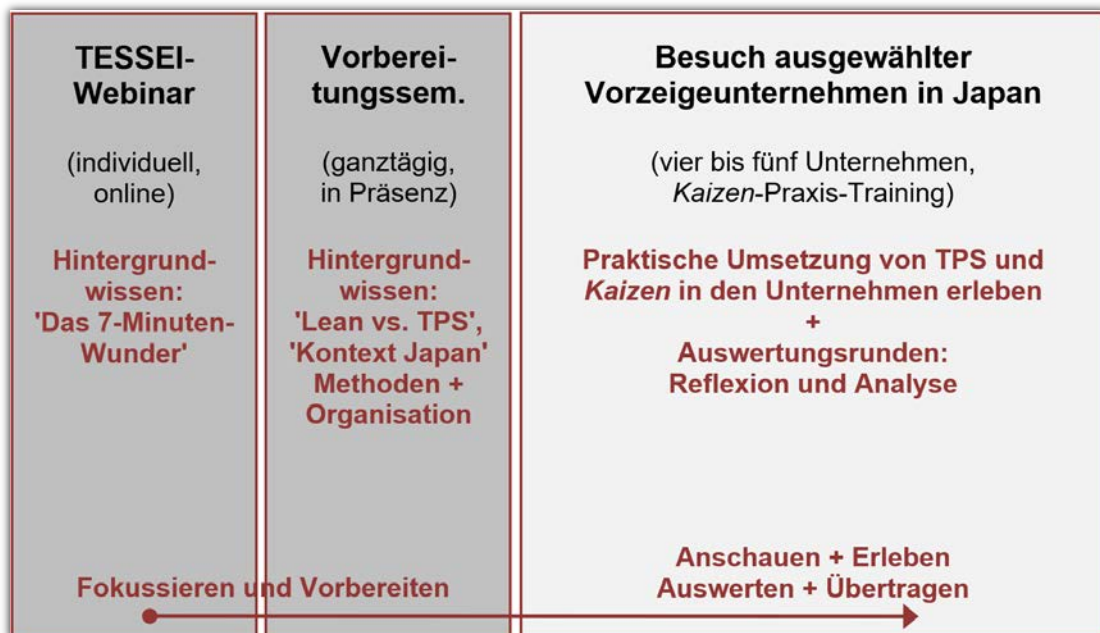 TESSEI-
Webinar
(individuell,
online)
Hintergrund-
wissen:
'Das 7-Minuten-
Wunder'
Vorberei-
tungssem.
(ganztägig,
in Präsenz)
Hintergrund-
wissen:
'Lean vs. TPS',
'Kontext Japan'
Methoden +
Organisation
Besuch ausgewählter
Vorzeigeunternehmen in Japan
(vier bis fünf Unternehmen,
Kaizen-Praxis-Training)
Praktische Umsetzung von TPS und
Kaizen in den Unternehmen erleben
+
Auswertungsrunden:
Reflexion und Analyse
Fokussieren und Vorbereiten
Anschauen + Erleben
Auswerten + Übertragen